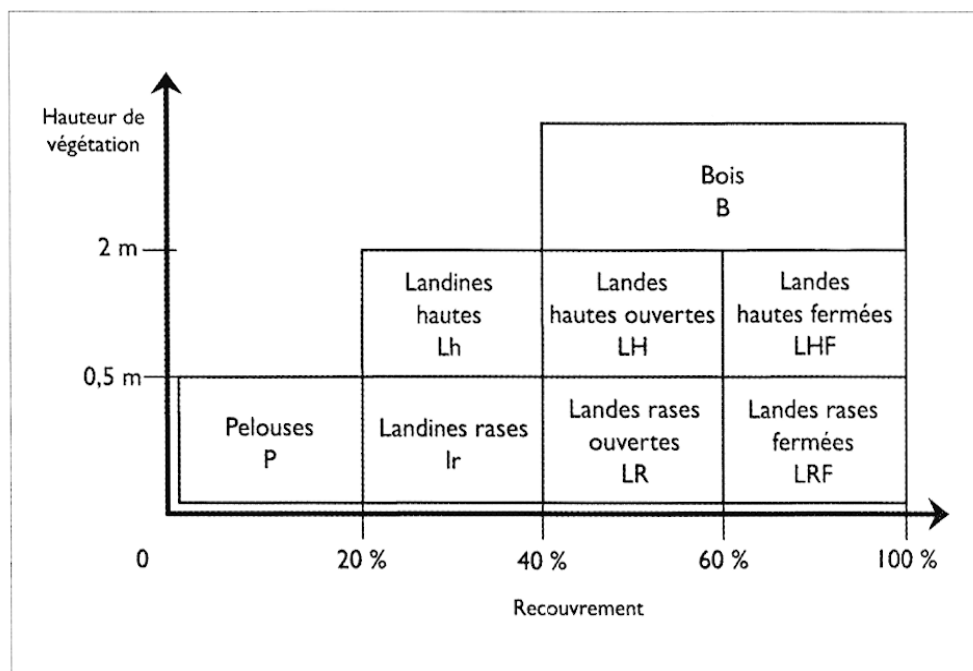 Hauteur de
végétation
Bois
B
2 m
Landines
hautes
Lh
Landes
hautes ouvertes
LH
Landes
hautes fermées
LHF
0,5 m
Pelouses
P
Landines rases
lr
Landes rases
ouvertes
LR
Landes rases
fermées
LRF
0
20 %
40 %
60 %
100 %
Recouvrement